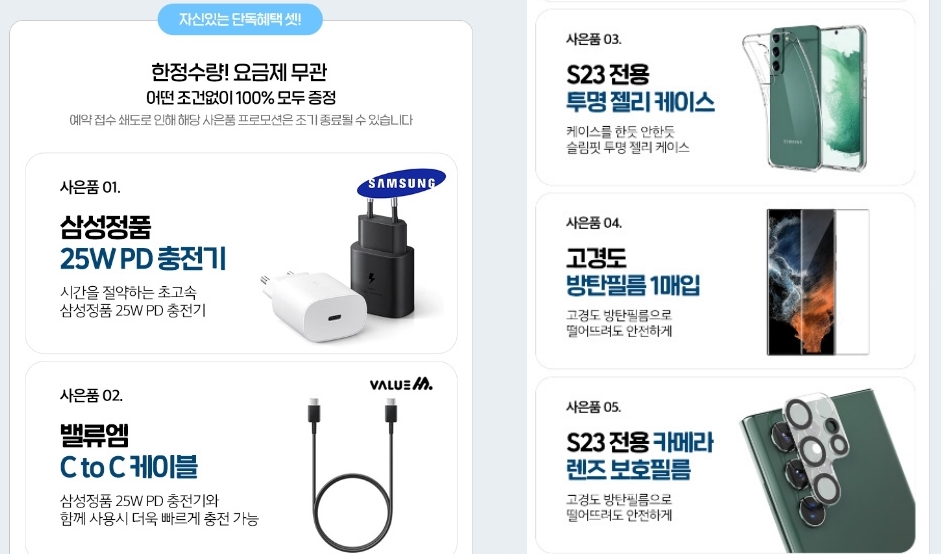 자신있는 단독혜택 셋!
한정수량! 요금제 무관
어떤 조건없이 100% 모두 증정
예약 접수 쇄도로 인해 해당 사은품 프로모션은 조기 종료될 수 있습니다
사은품 01.
SAMSUNG
삼성정품
25W PD 충전기
시간을 절약하는 초고속
삼성정품 25W PD 충전기
사은품 02.
VALUE M.
밸류엠
C to C 케이블
삼성정품 25W PD 충전기와
함께 사용시 더욱 빠르게 충전 가능
사은품 03.
S23 전용
투명 젤리 케이스
케이스를 한듯 안한듯
슬림핏 투명 젤리 케이스
SAMSUNG
사은품 04.
고경도
방탄필름 1매입
고경도 방탄필름으로
떨어뜨려도 안전하게
사은품 05.
S23 전용 카메라
렌즈 보호필름
고경도 방탄필름으로
떨어뜨려도 안전하게